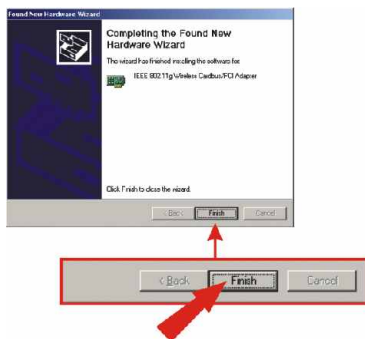 Found New Hardware Wizard
Completing the Found New
Hardware Wizard
The wizard has finished installing the software for:
IEEE 802.11g Wireless Cardbus/PCI Adapter
Click Finish to close the wizard.
< Back Finish Cancel
< Back Finish Cancel